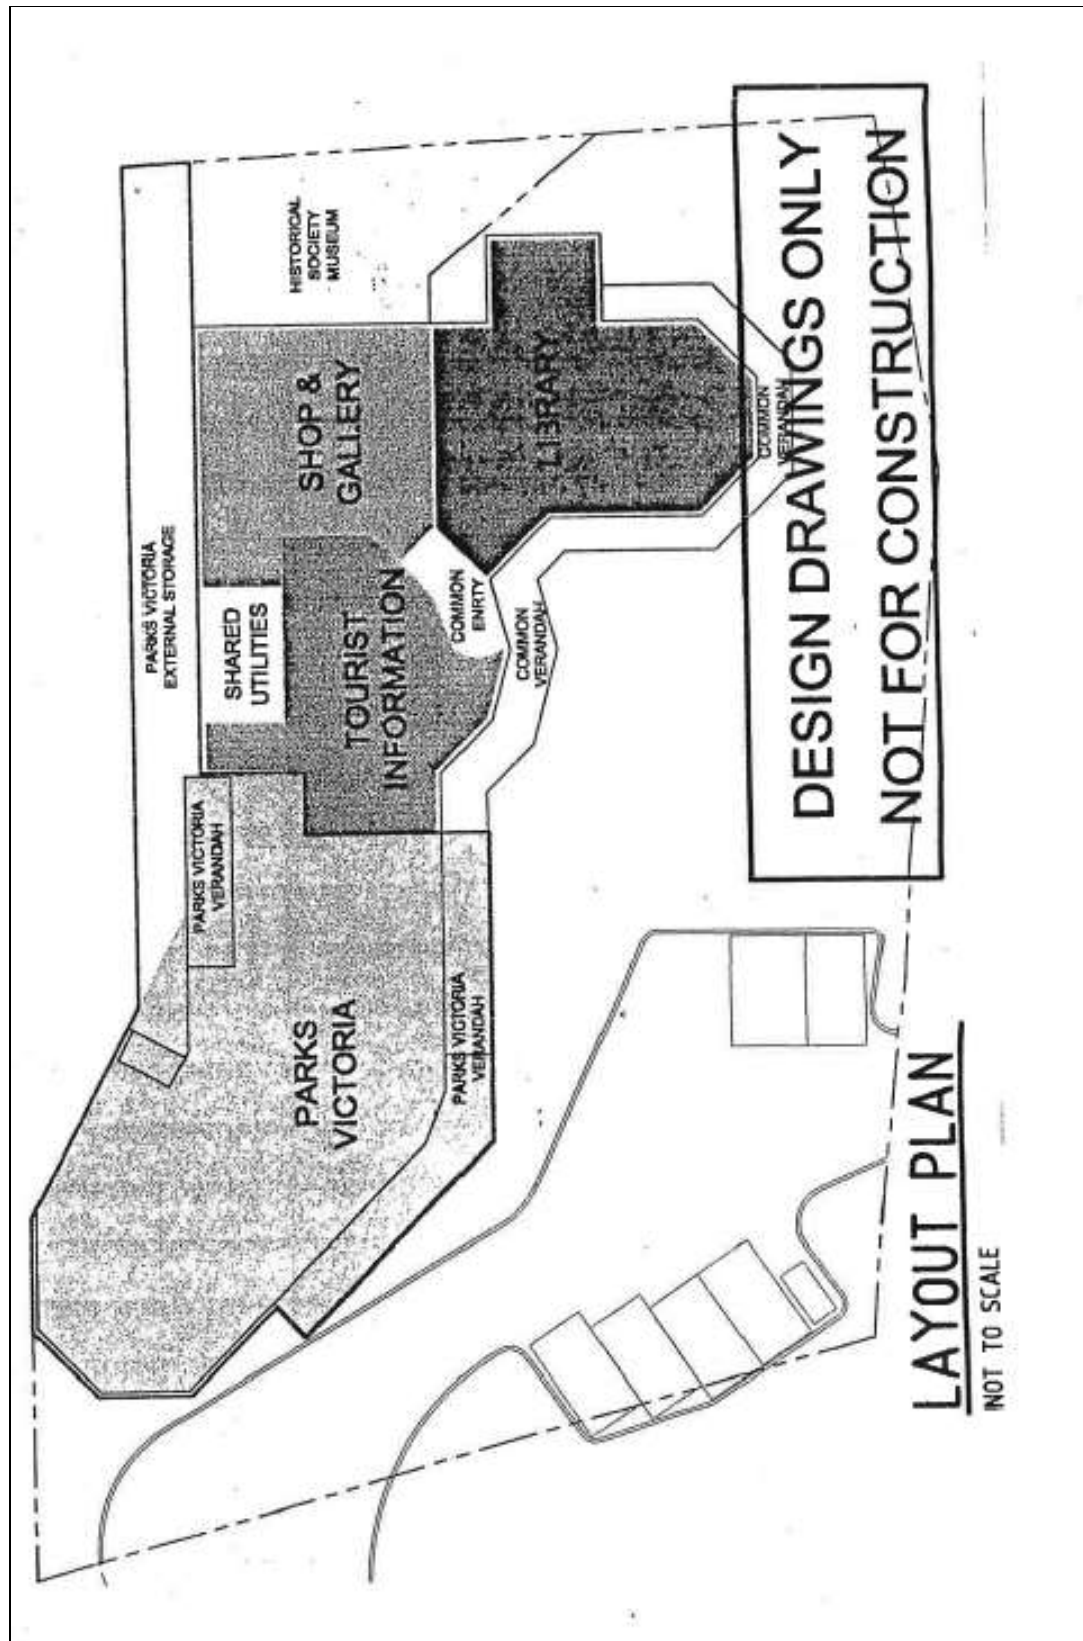 PARKS VICTORIA
EXTERNAL STORAGE
HISTORICAL
SOCIETY
MUSEUM
SHOP &
GALLERY
SHARED
UTILITIES
TOURIST
INFORMATION
LIBRARY
COMMON
ENRTY
COMMON
VERANDAH
COMMON
VERANDAH
PARKS VICTORIA
VERANDAH
PARKS
VICTORIA
PARKS VICTORIA
VERANDAH
DESIGN DRAWINGS ONLY
NOT FOR CONSTRUCTION
LAYOUT PLAN
NOT TO SCALE